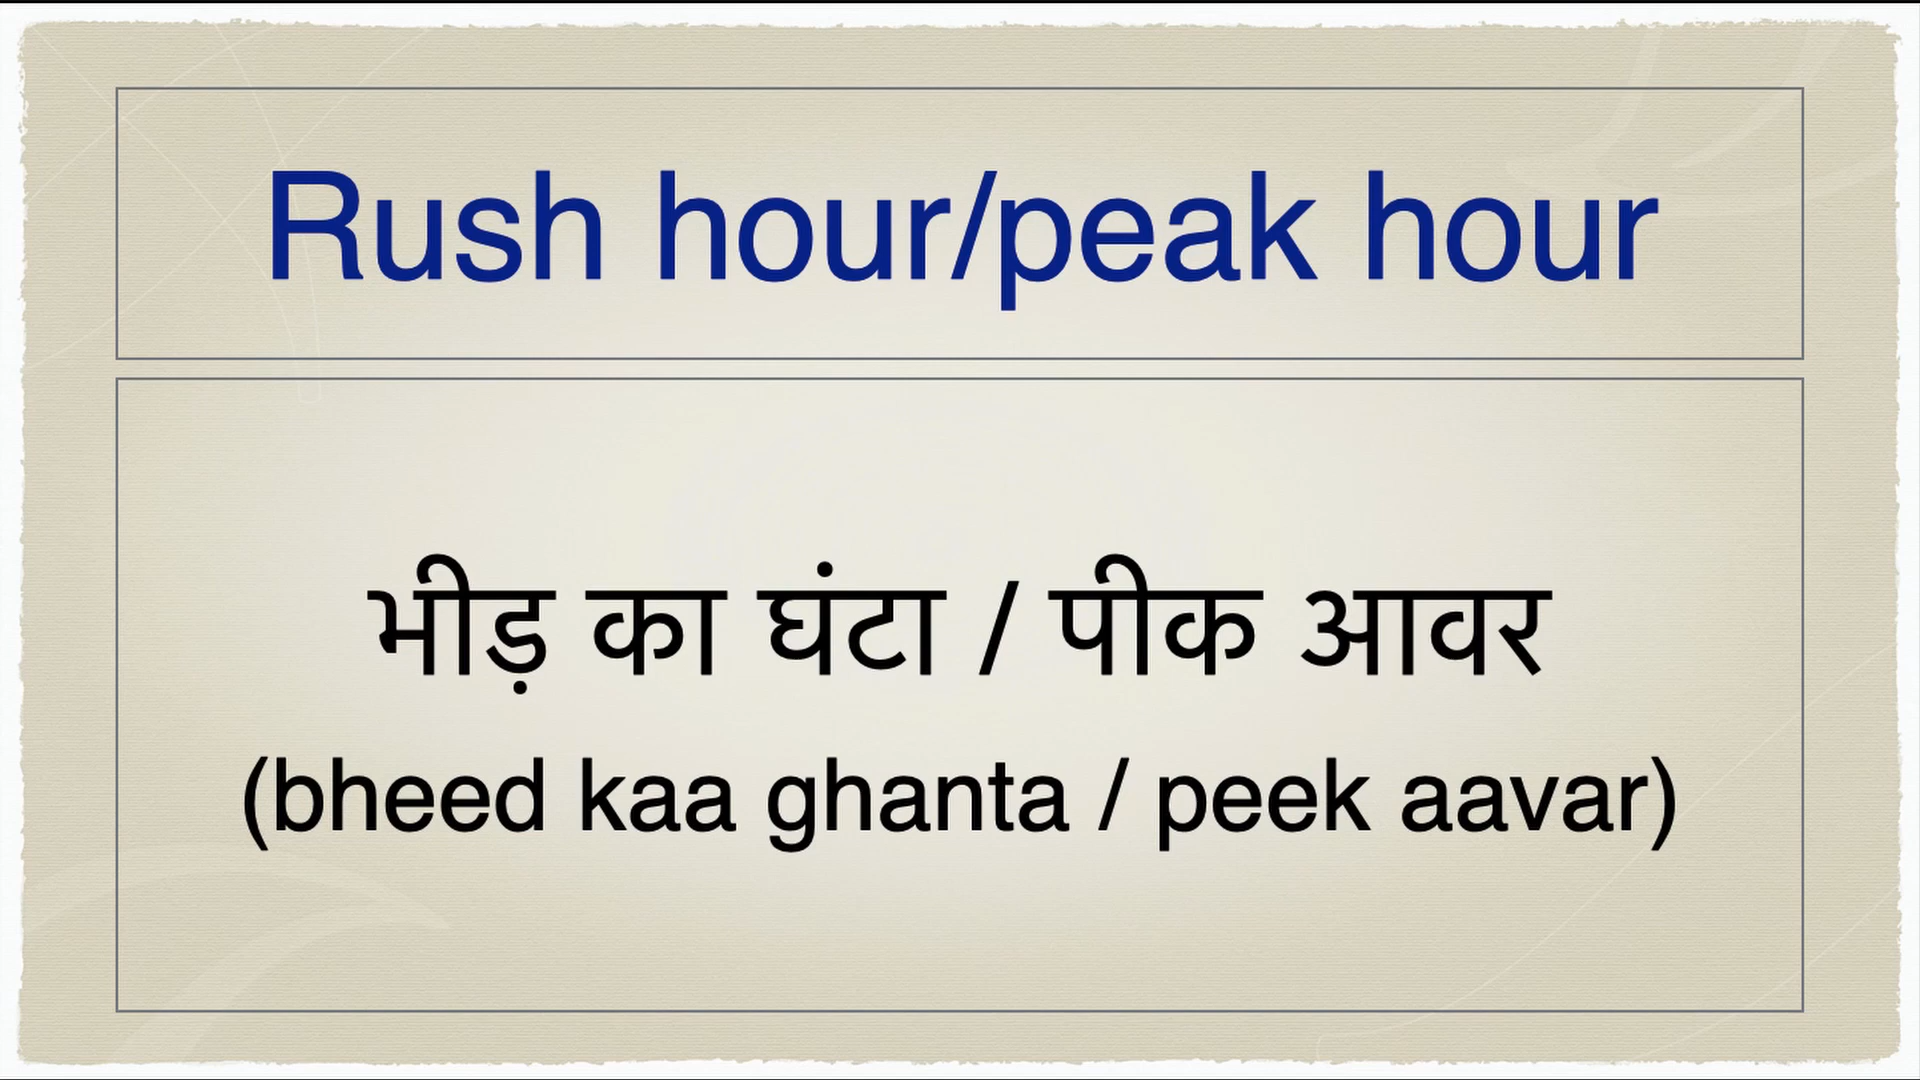 Rush hour/peak hour
भीड़ का घंटा / पीक आवर
(bheed kaa ghanta / peek aavar)